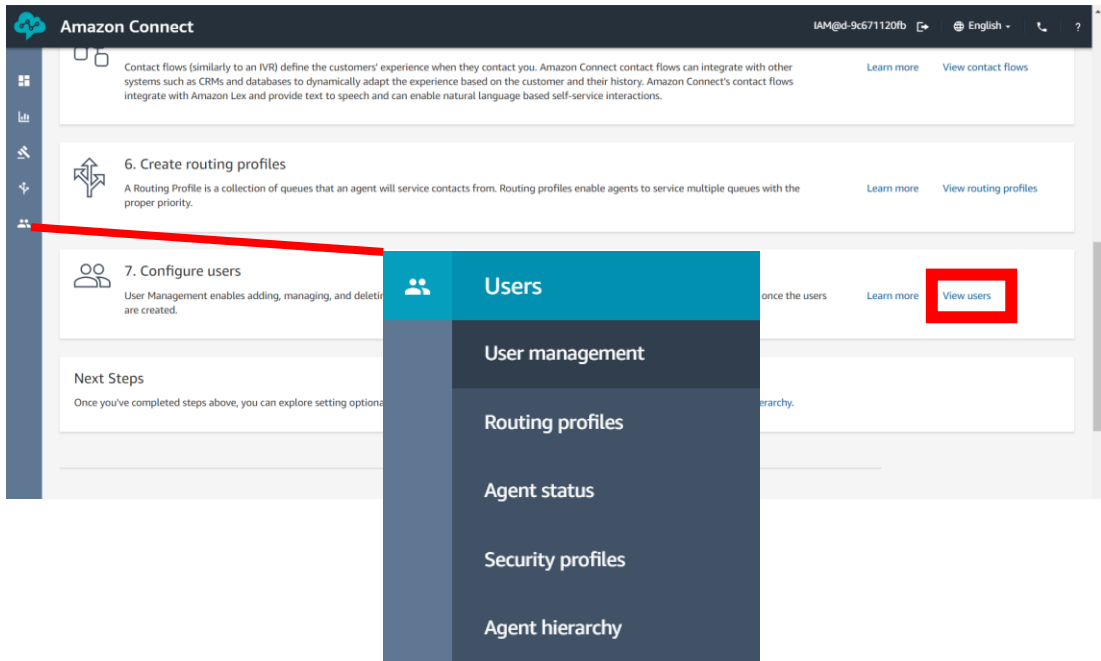 Amazon Connect
IAM@d-9c671120fb
English
?
Contact flows (similarly to an IVR) define the customers' experience when they contact you. Amazon Connect contact flows can integrate with other
systems such as CRMs and databases to dynamically adapt the experience based on the customer and their history. Amazon Connect's contact flows
integrate with Amazon Lex and provide text to speech and can enable natural language based self-service interactions.
Learn more
View contact flows
6. Create routing profiles
A Routing Profile is a collection of queues that an agent will service contacts from. Routing profiles enable agents to service multiple queues with the
proper priority.
Learn more
View routing profiles
7. Configure users
User Management enables adding, managing, and deletin
once the users
are created.
Learn more
View users
Next Steps
Once you've completed steps above, you can explore setting optiona
erarchy.
Users
User management
Routing profiles
Agent status
Security profiles
Agent hierarchy